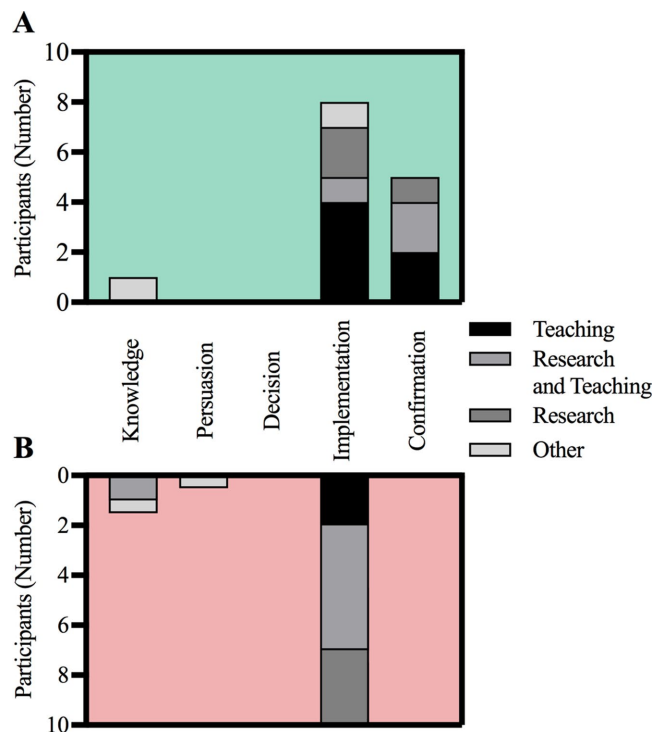 A
10
8
6
4
2
0
Participants (Number)
Knowledge
Persuasion
Decision
Implementation
Confirmation
Teaching
Research
and Teaching
Research
Other
B
0
2
4
6
8
10
Participants (Number)